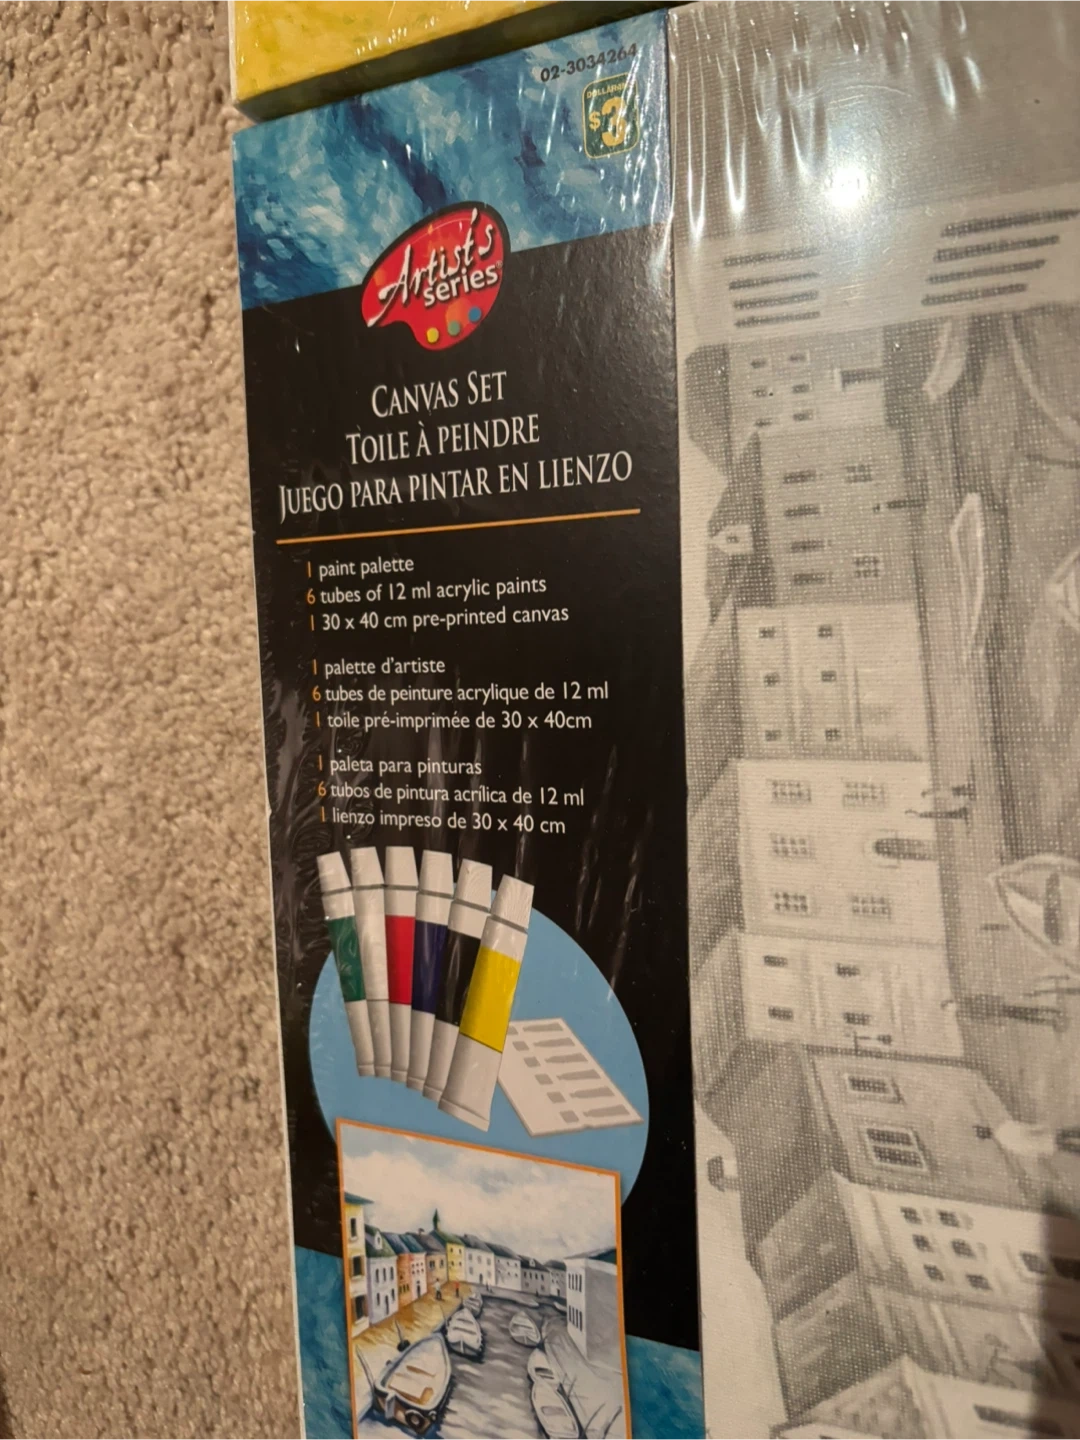 02-3034264
DOLLARAMA
$3
Artist's
series®
CANVAS SET
TOILE À PEINDRE
JUEGO PARA PINTAR EN LIENZO
1 paint palette
6 tubes of 12 ml acrylic paints
1 30 x 40 cm pre-printed canvas
1 palette d'artiste
6 tubes de peinture acrylique de 12 ml
1 toile pré-imprimée de 30 x 40cm
1 paleta para pinturas
6 tubos de pintura acrílica de 12 ml
1 lienzo impreso de 30 x 40 cm